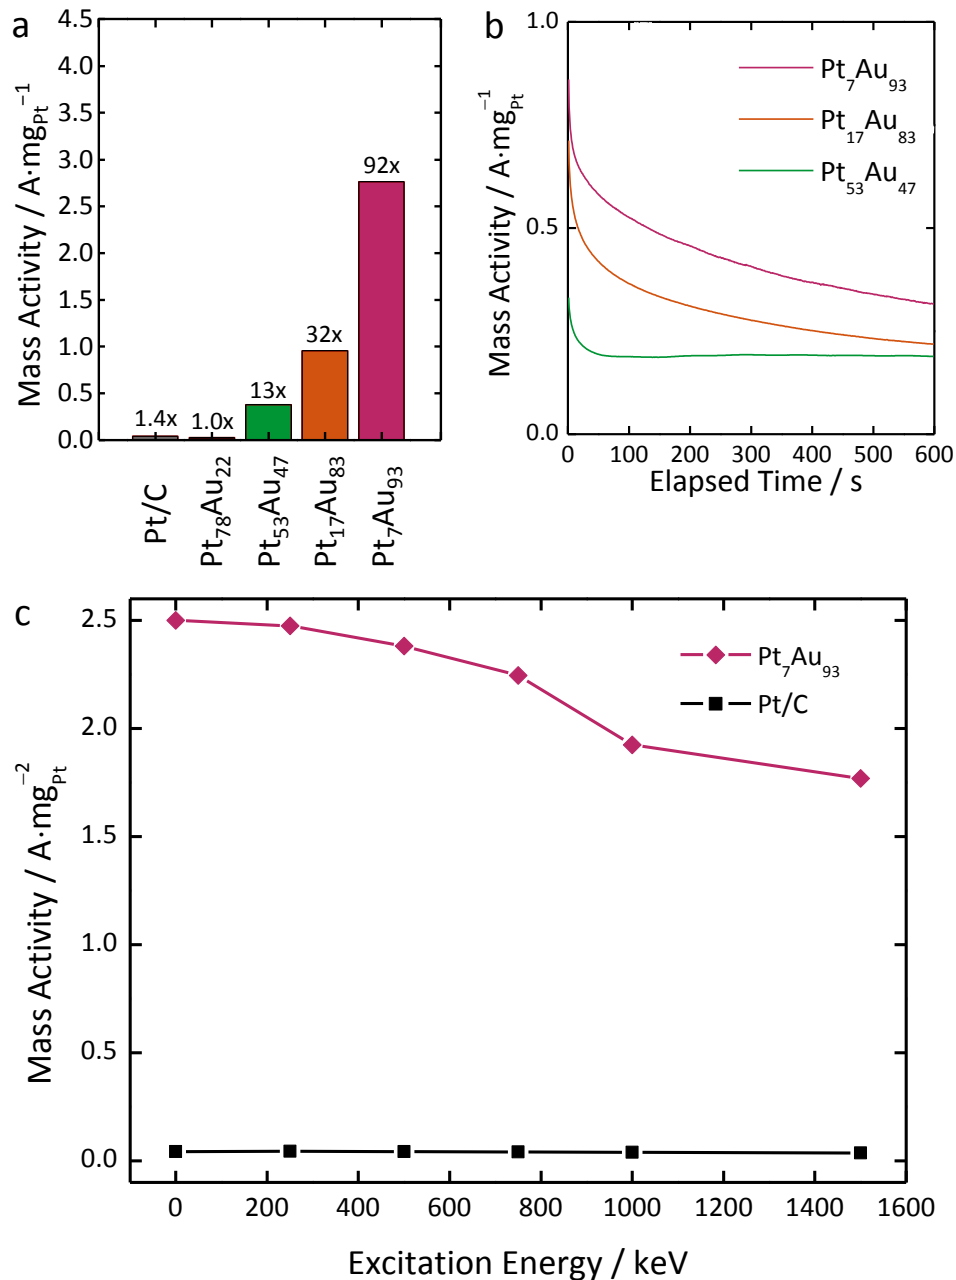 a
4.5
4.0
3.5
3.0
2.5
2.0
1.5
1.0
0.5
0.0
Mass Activity / A·mg_Pt^−1
1.4x
1.0x
13x
32x
92x
Pt/C
Pt78Au22
Pt53Au47
Pt17Au83
Pt7Au93
b
1.0
0.5
0.0
Mass Activity / A·mg_Pt^−1
Pt7Au93
Pt17Au83
Pt53Au47
0 100 200 300 400 500 600
Elapsed Time / s
c
2.5
2.0
1.5
1.0
0.5
0.0
Mass Activity / A·mg_Pt^−2
Pt7Au93
Pt/C
0 200 400 600 800 1000 1200 1400 1600
Excitation Energy / keV